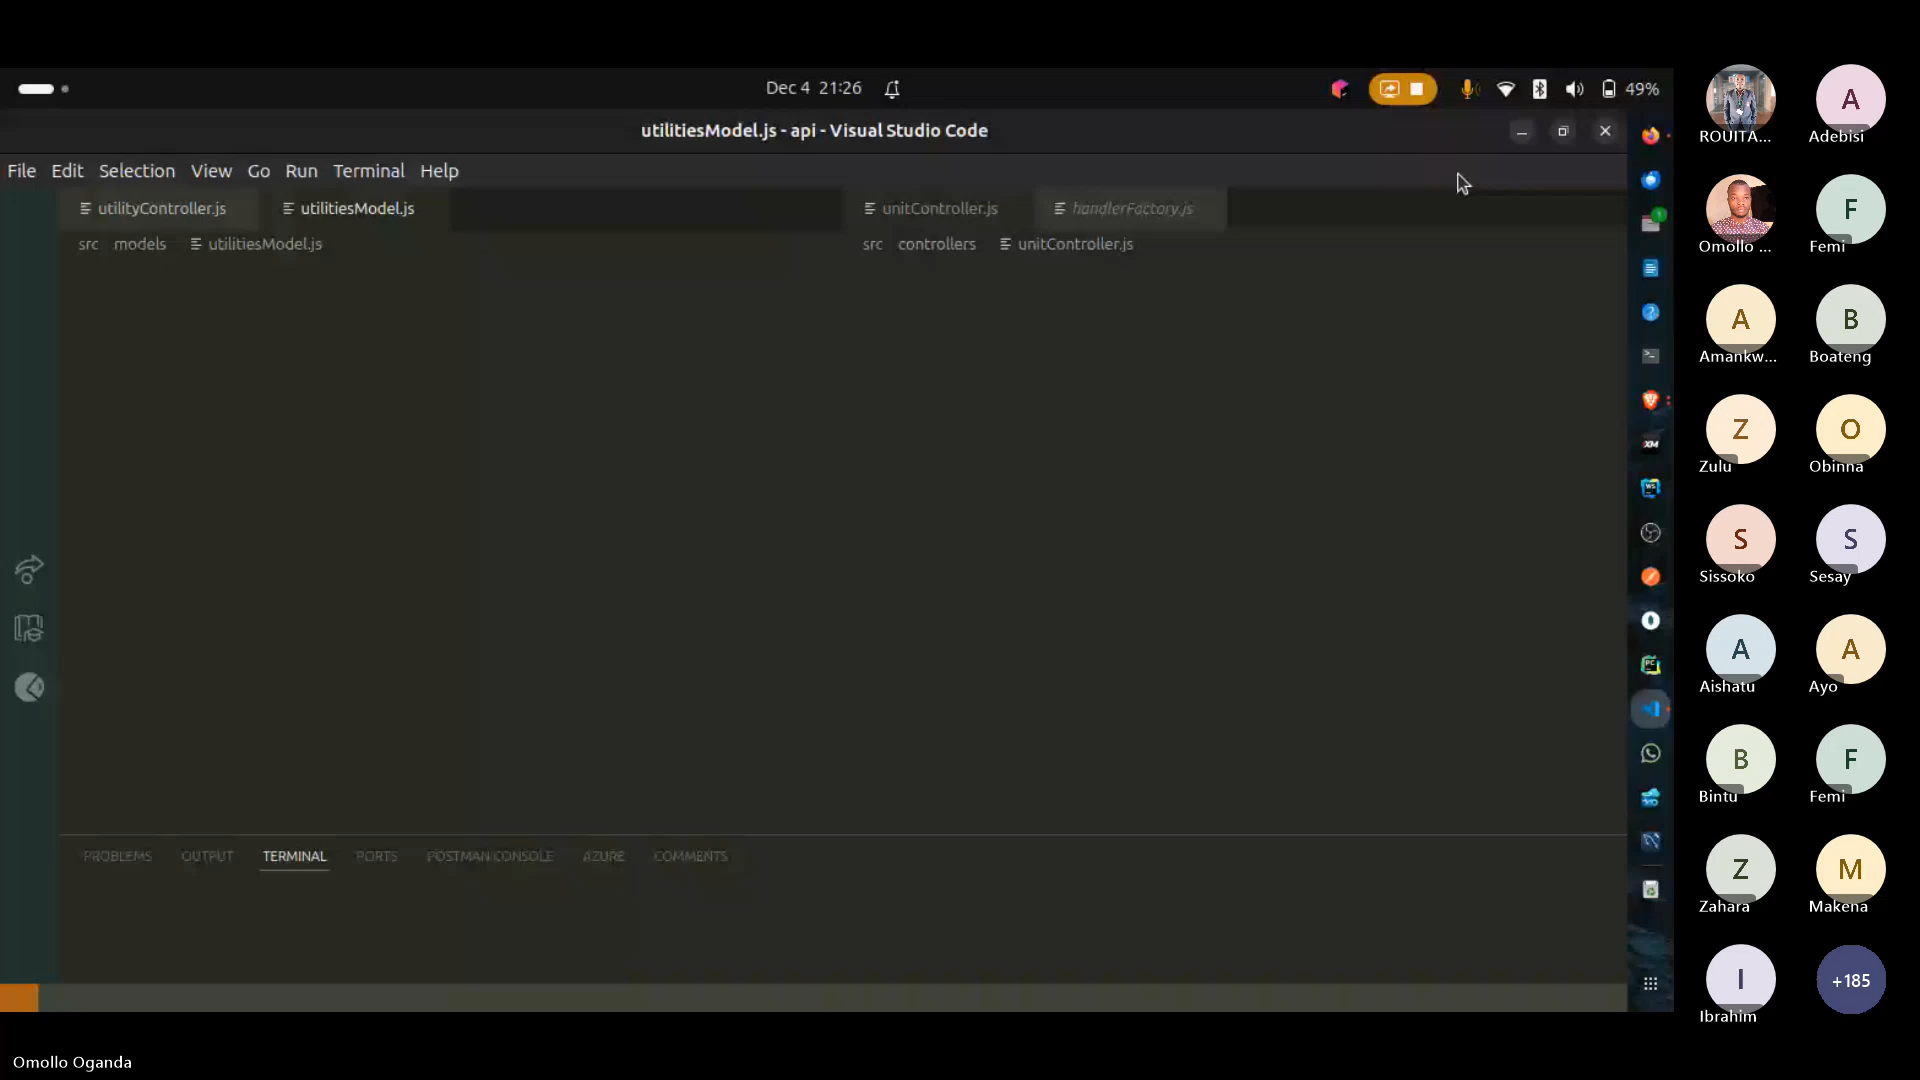 Dec 4 21:26
49%
utilitiesModel.js - api - Visual Studio Code
File Edit Selection View Go Run Terminal Help
utilityController.js utilitiesModel.js unitController.js handlerFactory.js
src models utilitiesModel.js src controllers unitController.js
PROBLEMS OUTPUT TERMINAL PORTS POSTMAN CONSOLE AZURE COMMENTS
ROUITA...
A
Adebisi
Omollo ...
F
Femi
A
Amankw...
B
Boateng
Z
Zulu
O
Obinna
S
Sissoko
S
Sesay
A
Aishatu
A
Ayo
B
Bintu
F
Femi
Z
Zahara
M
Makena
I
Ibrahim
+185
Omollo Oganda